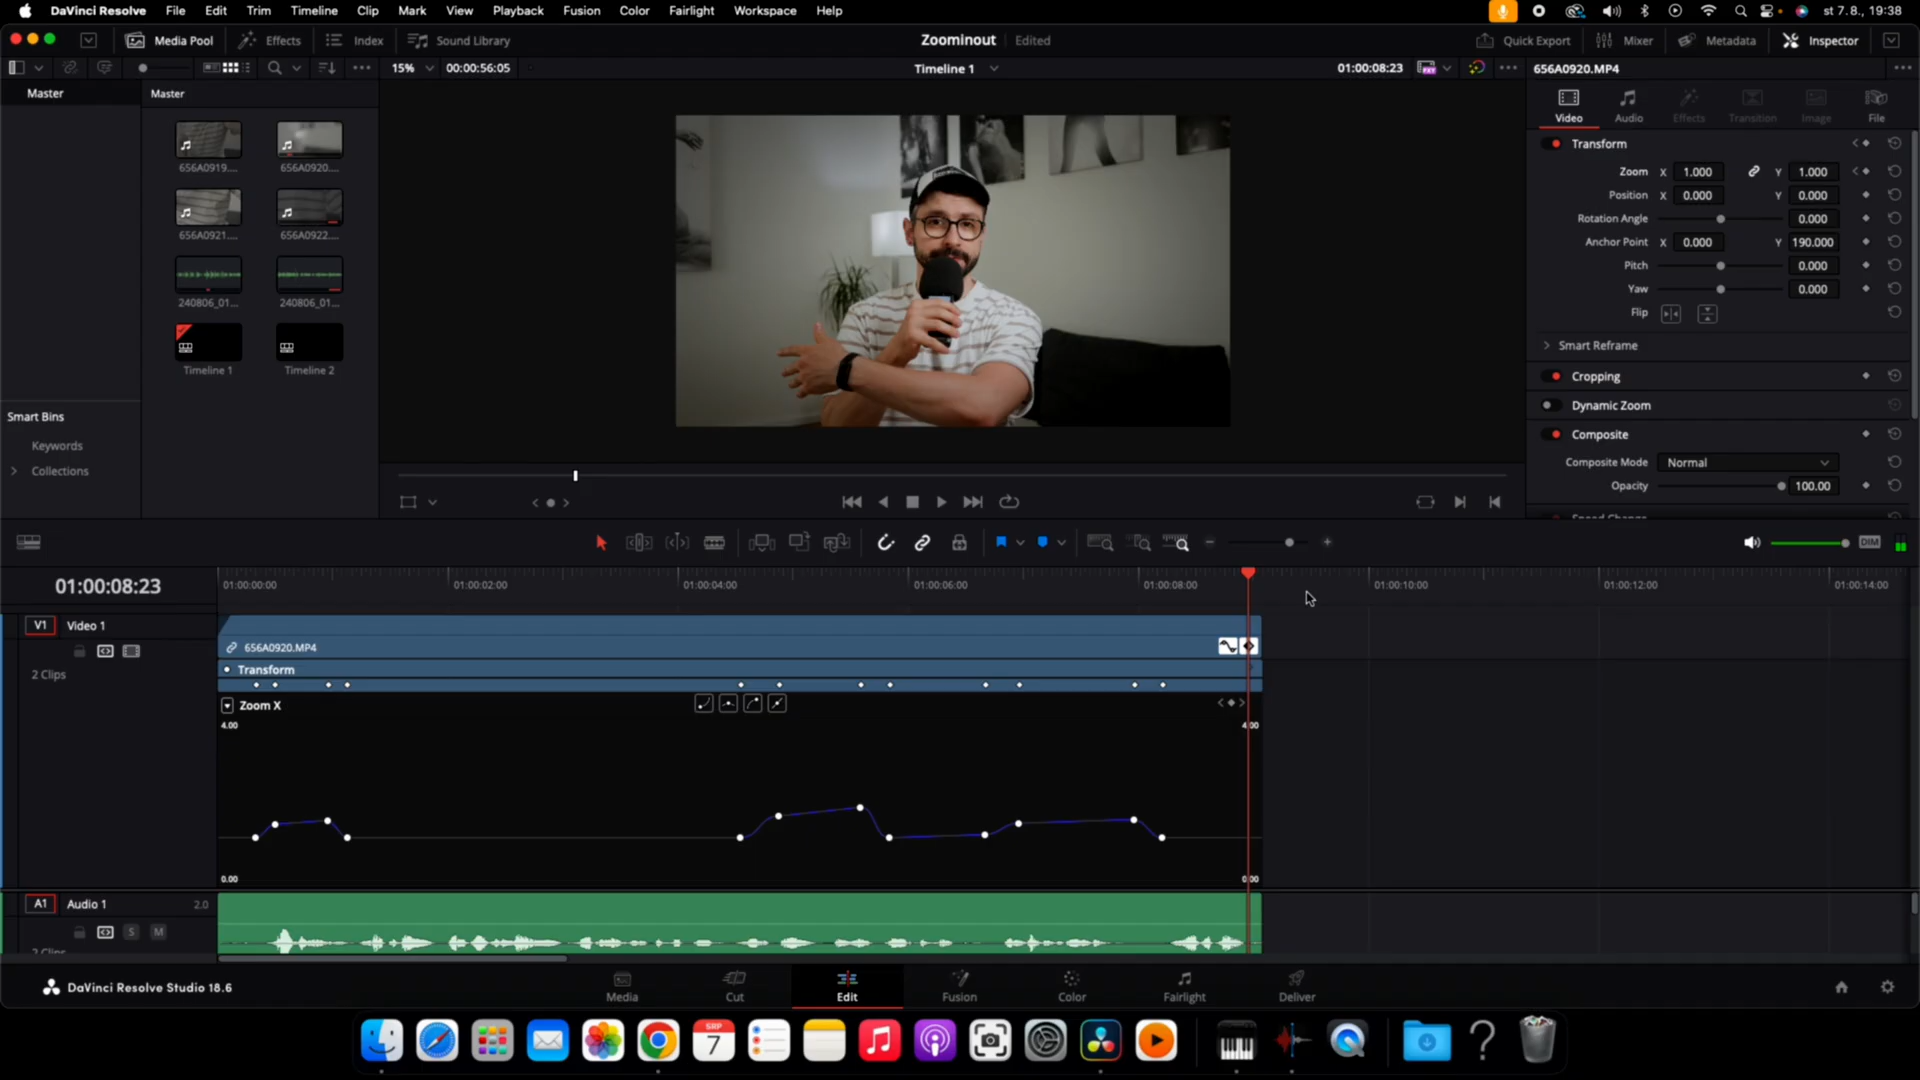 DaVinci Resolve File Edit Trim Timeline Clip Mark View Playback Fusion Color Fairlight Workspace Help st 7.8., 19:38
Media Pool Effects Index Sound Library Zoominout Edited Quick Export Mixer Metadata Inspector
15% 00:00:56:05 Timeline 1 01:00:08:23 656A0920.MP4
Master Master
Video Audio Effects Transition Image File
Transform
656A0919.... 656A0920....
Zoom X 1.000 Y 1.000
Position X 0.000 Y 0.000
Rotation Angle 0.000
656A0921.... 656A0922....
Anchor Point X 0.000 Y 190.000
Pitch 0.000
Yaw 0.000
240806_01... 240806_01...
Flip
Smart Reframe
Timeline 1 Timeline 2
Cropping
Dynamic Zoom
Smart Bins
Composite
Keywords
Composite Mode Normal
Collections
Opacity 100.00
Speed Change
DIM
01:00:08:23 01:00:00:00 01:00:02:00 01:00:04:00 01:00:06:00 01:00:08:00 01:00:10:00 01:00:12:00 01:00:14:00
V1 Video 1
656A0920.MP4
2 Clips Transform
Zoom X
4.00 4.00
0.00 0.00
A1 Audio 1 2.0
S M
2 Clips
DaVinci Resolve Studio 18.6 Media Cut Edit Fusion Color Fairlight Deliver
SRP
7